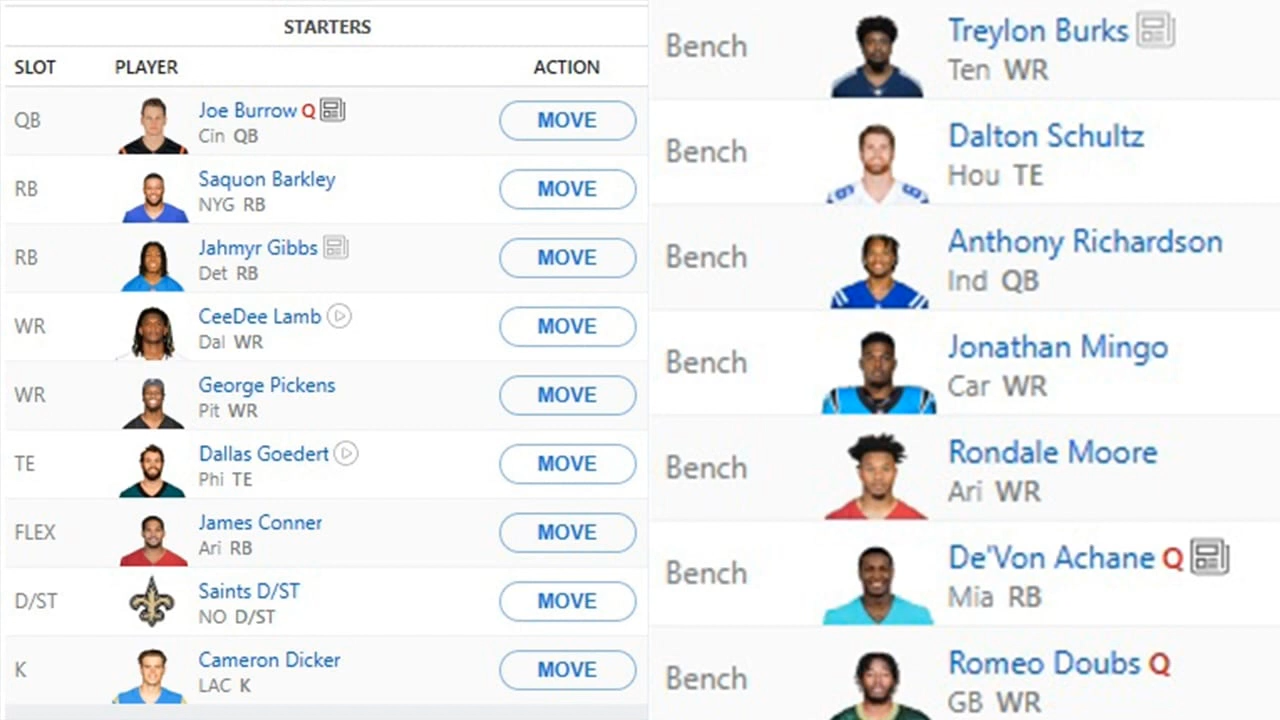 STARTERS
SLOT PLAYER ACTION
QB Joe Burrow Q MOVE
Cin QB
RB Saquon Barkley MOVE
NYG RB
RB Jahmyr Gibbs MOVE
Det RB
WR CeeDee Lamb MOVE
Dal WR
WR George Pickens MOVE
Pit WR
TE Dallas Goedert MOVE
Phi TE
FLEX James Conner MOVE
Ari RB
D/ST Saints D/ST MOVE
NO D/ST
K Cameron Dicker MOVE
LAC K
Bench Treylon Burks
Ten WR
Bench Dalton Schultz
Hou TE
Bench Anthony Richardson
Ind QB
Bench Jonathan Mingo
Car WR
Bench Rondale Moore
Ari WR
Bench De'Von Achane Q
Mia RB
Bench Romeo Doubs Q
GB WR